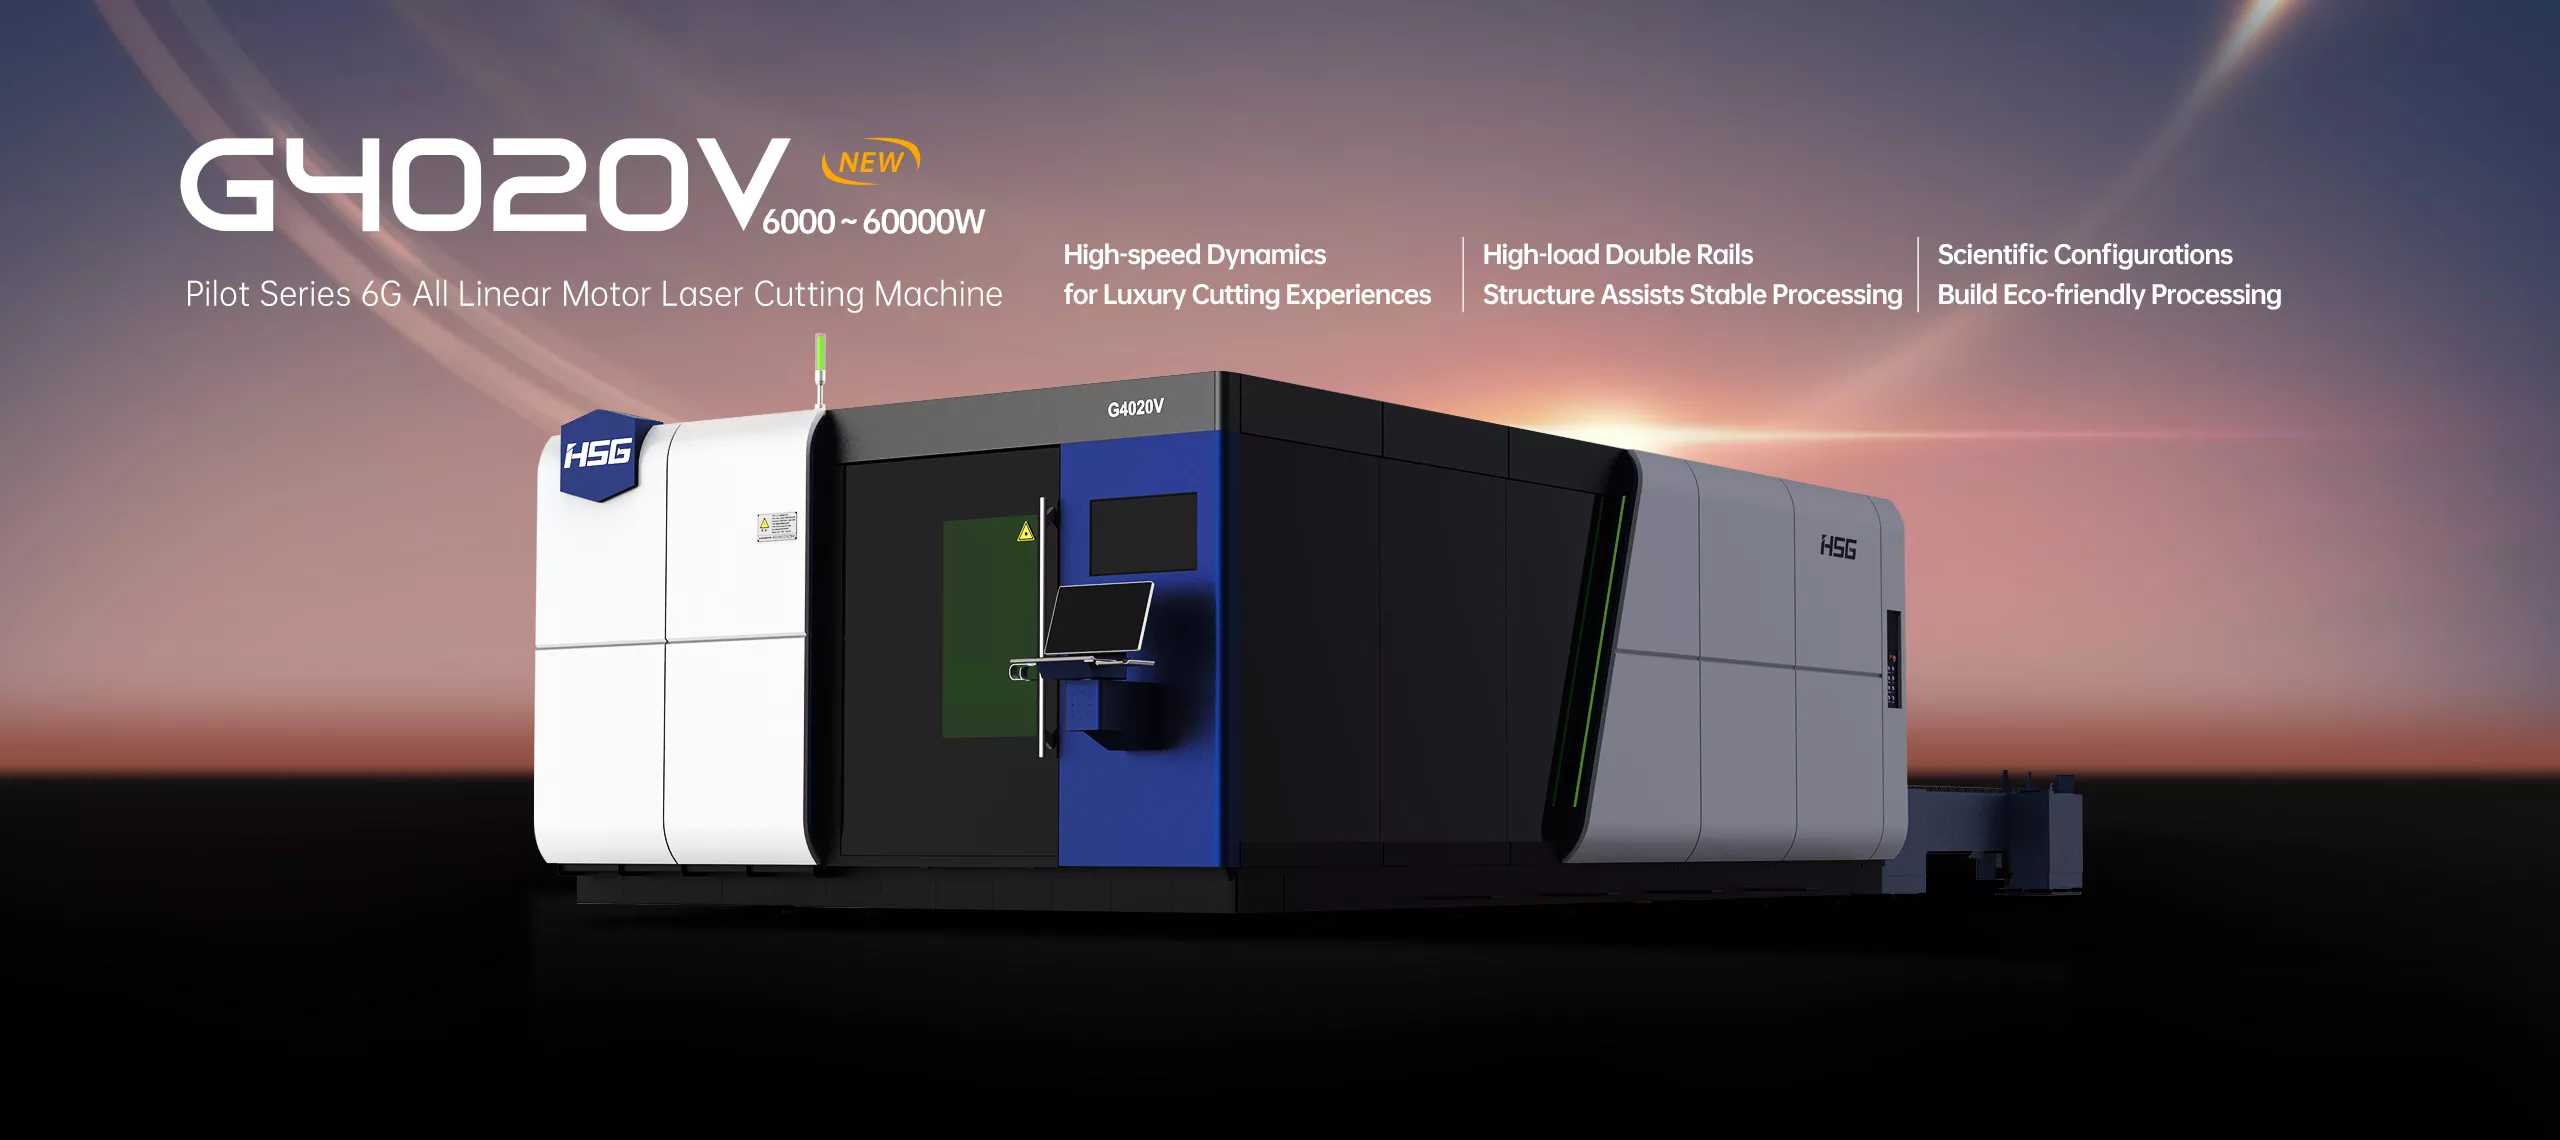 G4020V
NEW
6000~60000W
Pilot Series 6G All Linear Motor Laser Cutting Machine
High-speed Dynamics
for Luxury Cutting Experiences
High-load Double Rails
Structure Assists Stable Processing
Scientific Configurations
Build Eco-friendly Processing
G4020V
HSG
HSG